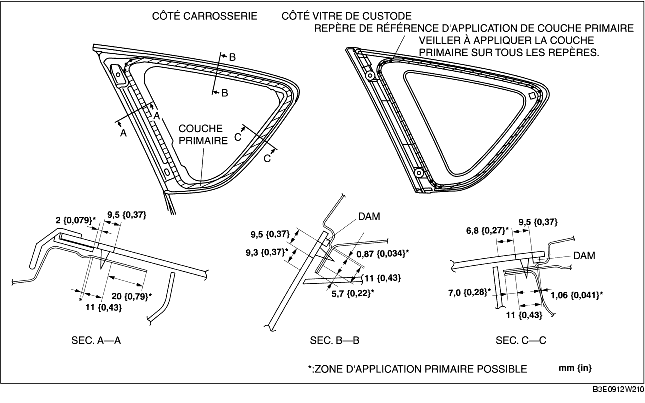 CÔTÉ CARROSSERIE
CÔTÉ VITRE DE CUSTODE
REPÈRE DE RÉFÉRENCE D'APPLICATION DE COUCHE PRIMAIRE
VEILLER À APPLIQUER LA COUCHE
PRIMAIRE SUR TOUS LES REPÈRES.
B
B
A
A
C
C
COUCHE
PRIMAIRE
2 {0,079}*
9,5 {0,37}
20 {0,79}*
11 {0,43}
SEC. A—A
DAM
9,5 {0,37}
9,3 {0,37}*
0,87 {0,034}*
11 {0,43}
5,7 {0,22}*
SEC. B—B
6,8 {0,27}*
9,5 {0,37}
DAM
7,0 {0,28}*
1,06 {0,041}*
11 {0,43}
SEC. C—C
*:ZONE D'APPLICATION PRIMAIRE POSSIBLE
mm {in}
B3E0912W210